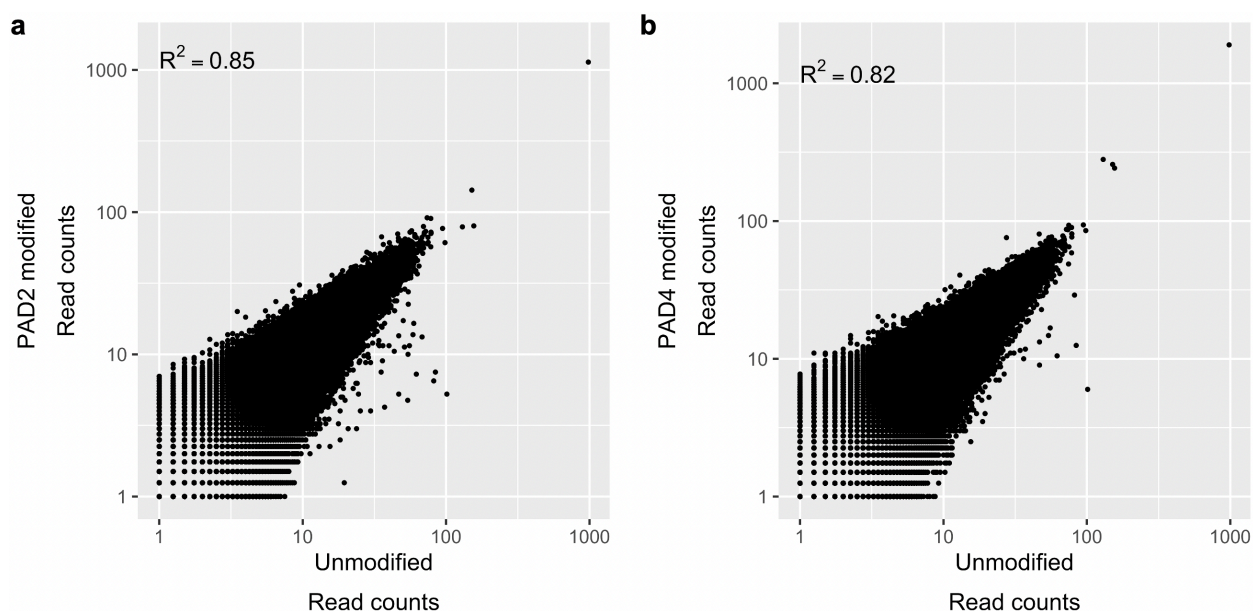 a
R² = 0.85
1000
100
10
1
PAD2 modified
Read counts
1
10
100
1000
Unmodified
Read counts
b
R² = 0.82
1000
100
10
1
PAD4 modified
Read counts
1
10
100
1000
Unmodified
Read counts